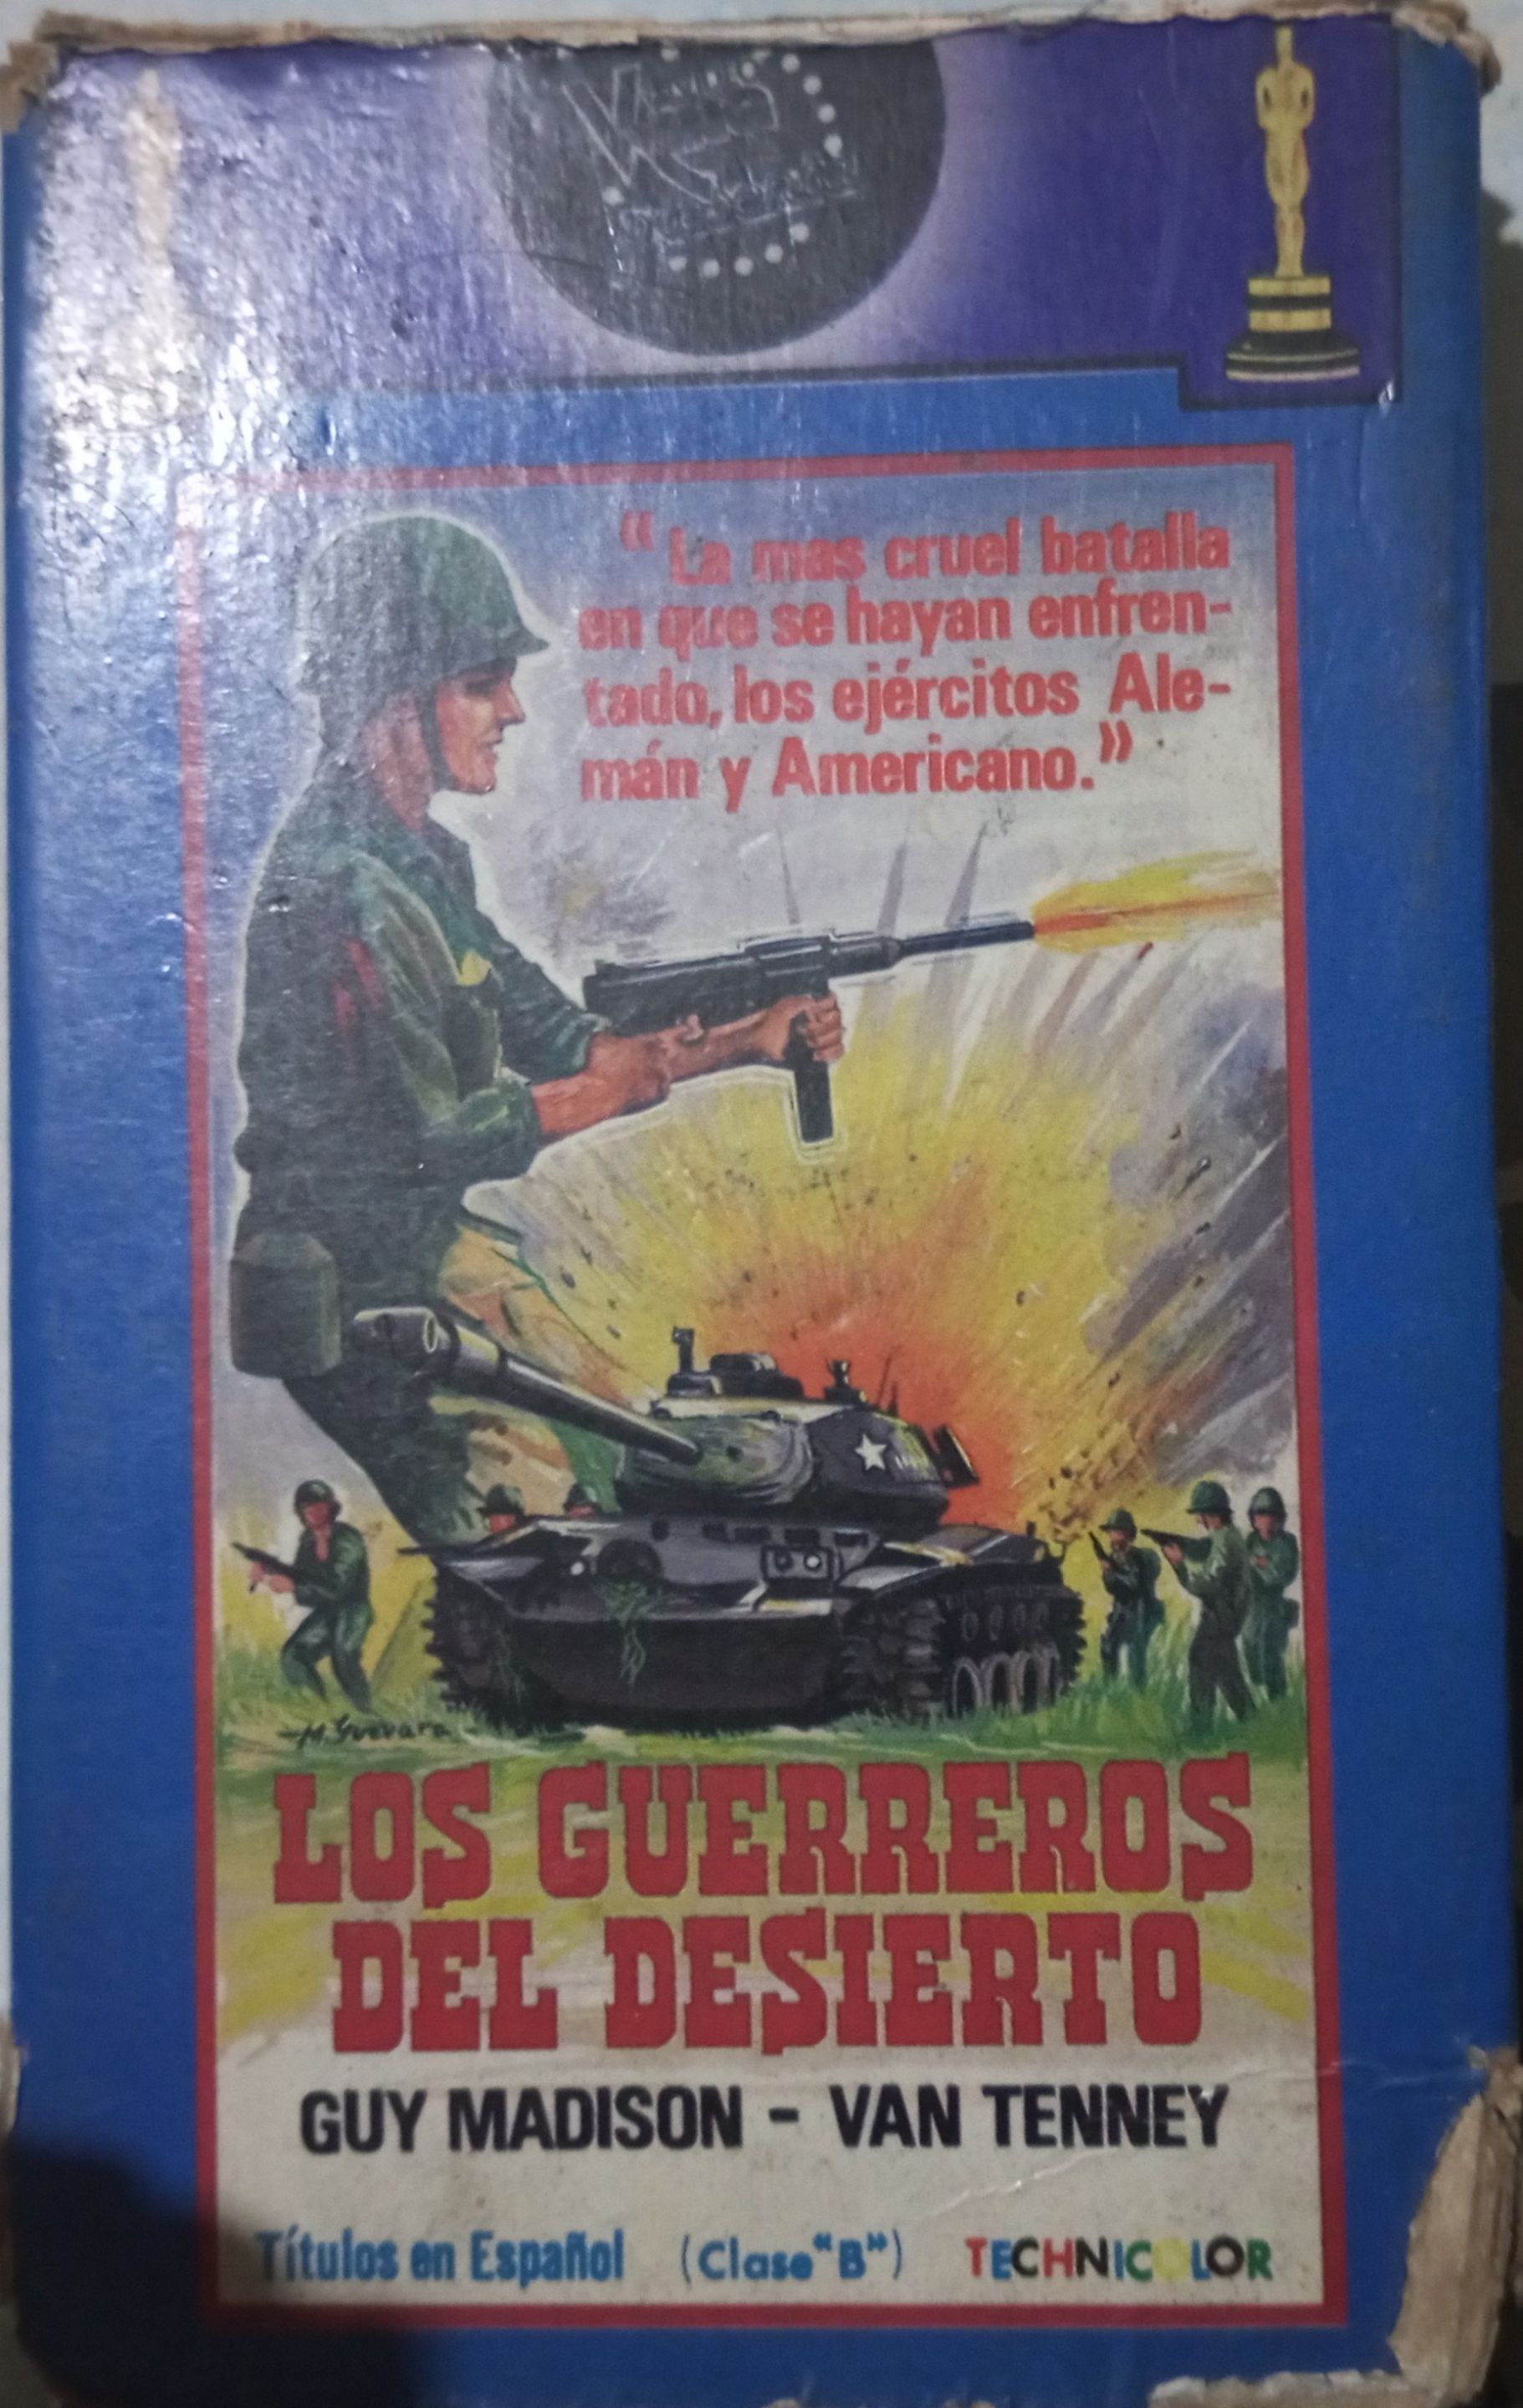 “La mas cruel batalla
en que se hayan enfren-
tado, los ejércitos Ale-
mán y Americano.”
M. Guevara
LOS GUERREROS
DEL DESIERTO
GUY MADISON - VAN TENNEY
Títulos en Español (Clase “B”) TECHNICOLOR